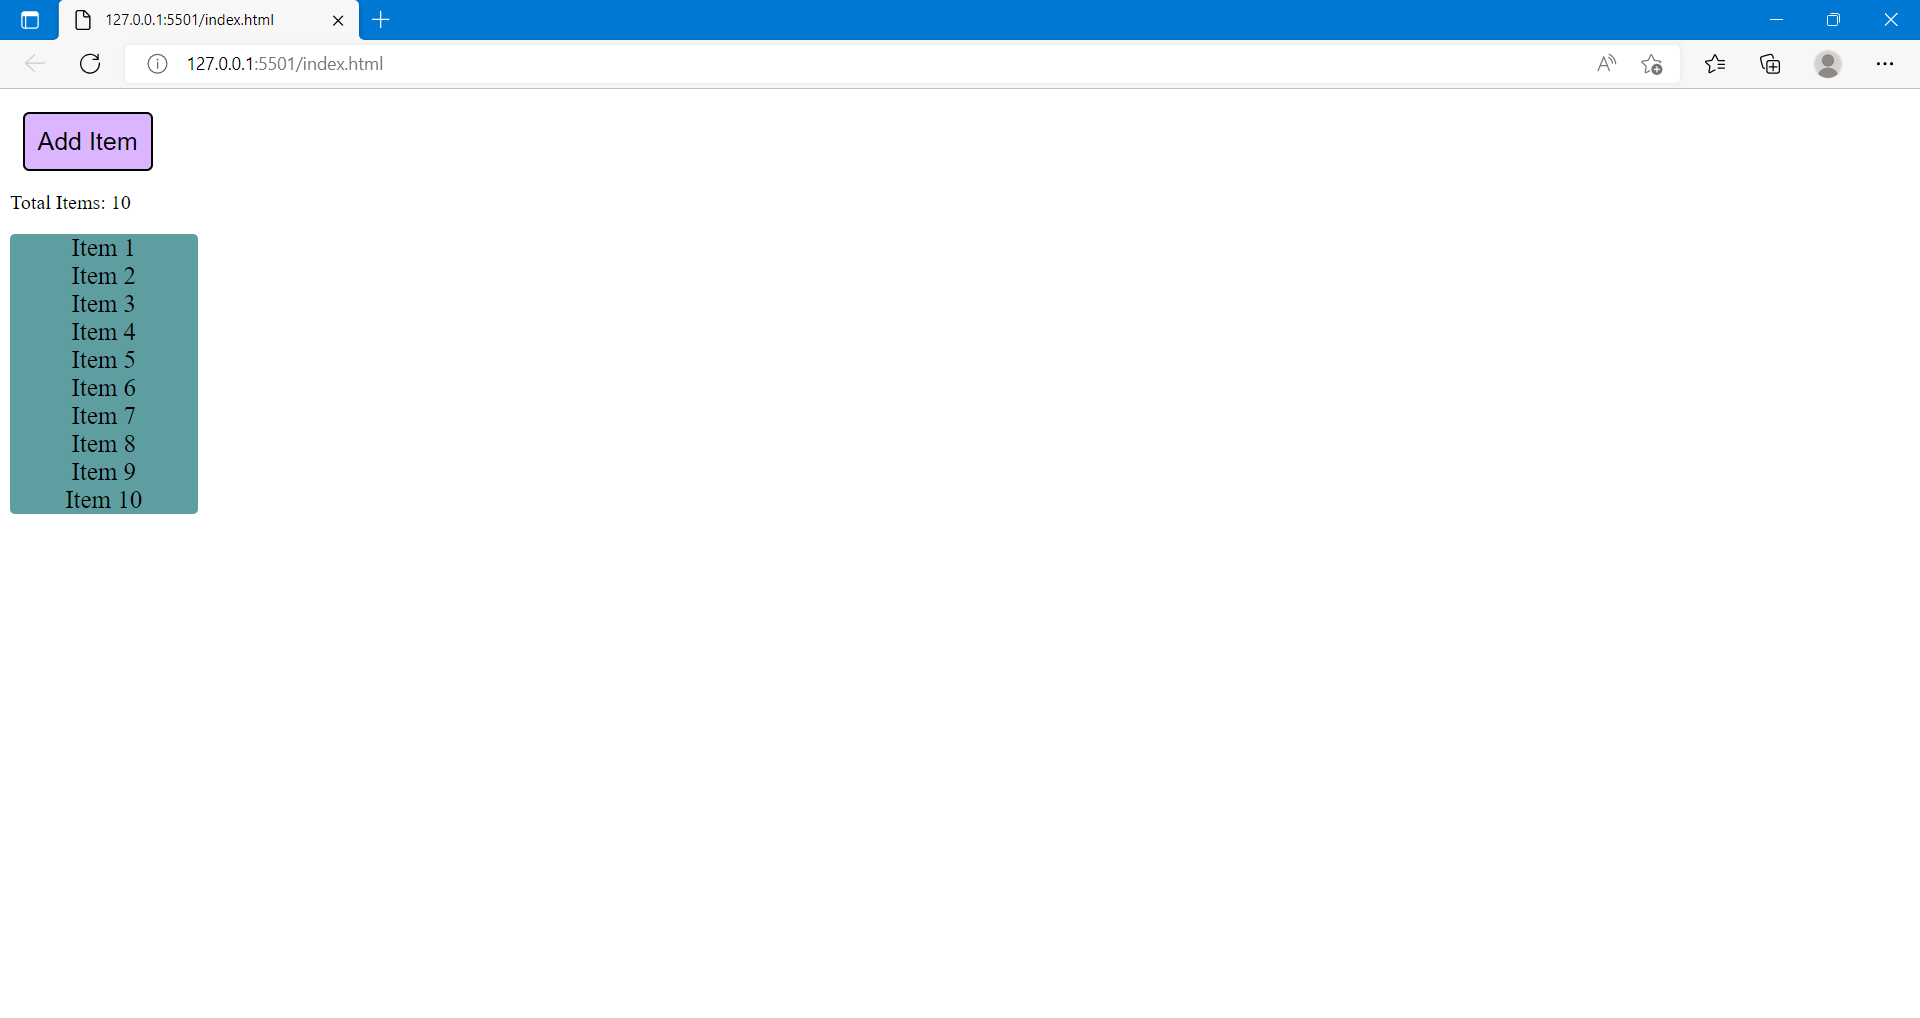 127.0.0.1:5501/index.html
127.0.0.1:5501/index.html
Add Item
Total Items: 10
Item 1
Item 2
Item 3
Item 4
Item 5
Item 6
Item 7
Item 8
Item 9
Item 10